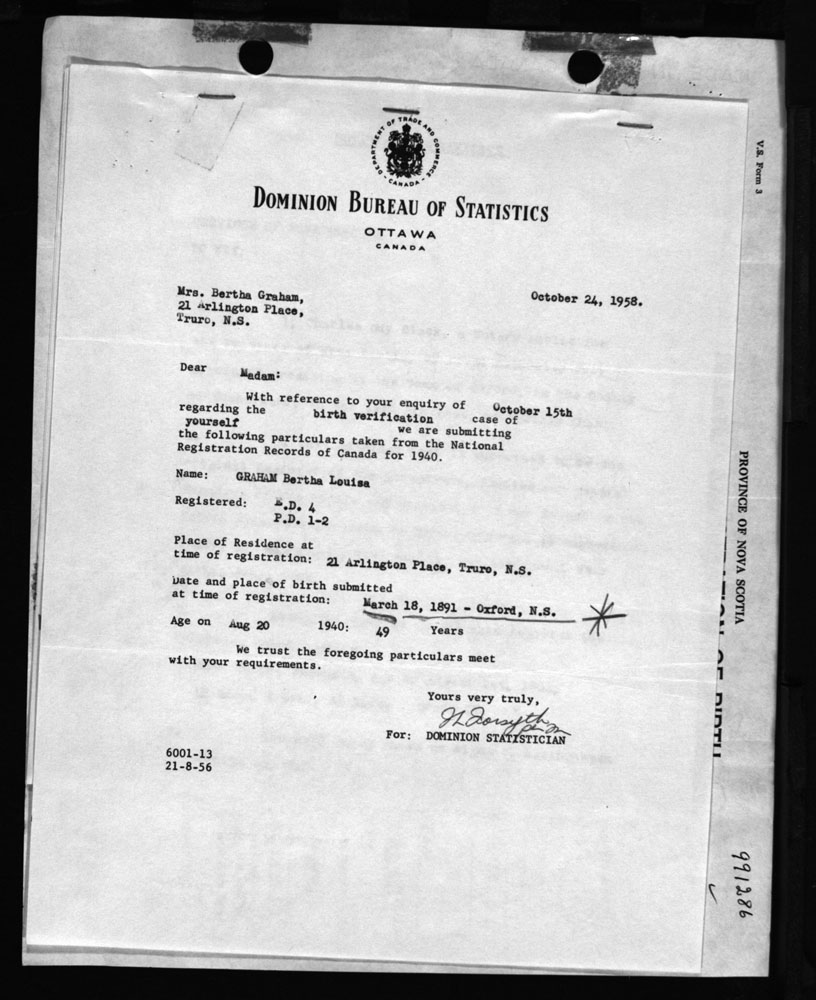 DEPARTMENT OF TRADE AND COMMERCE
CANADA
DOMINION BUREAU OF STATISTICS
OTTAWA
CANADA
October 24, 1958.
Mrs. Bertha Graham,
21 Arlington Place,
Truro, N.S.
Dear Madam:
With reference to your enquiry of October 15th
regarding the birth verification case of
yourself we are submitting
the following particulars taken from the National
Registration Records of Canada for 1940.
Name: GRAHAM Bertha Louisa
Registered: E.D. 4
P.D. 1-2
Place of Residence at
time of registration: 21 Arlington Place, Truro, N.S.
Date and place of birth submitted
at time of registration: March 18, 1891 - Oxford, N.S.
Age on Aug 20 1940: 49 Years
We trust the foregoing particulars meet
with your requirements.
Yours very truly,
JL Forsyth
For: DOMINION STATISTICIAN
6001-13
21-8-56
V.S. Form 3
PROVINCE OF NOVA SCOTIA
OF BIRTH
991286